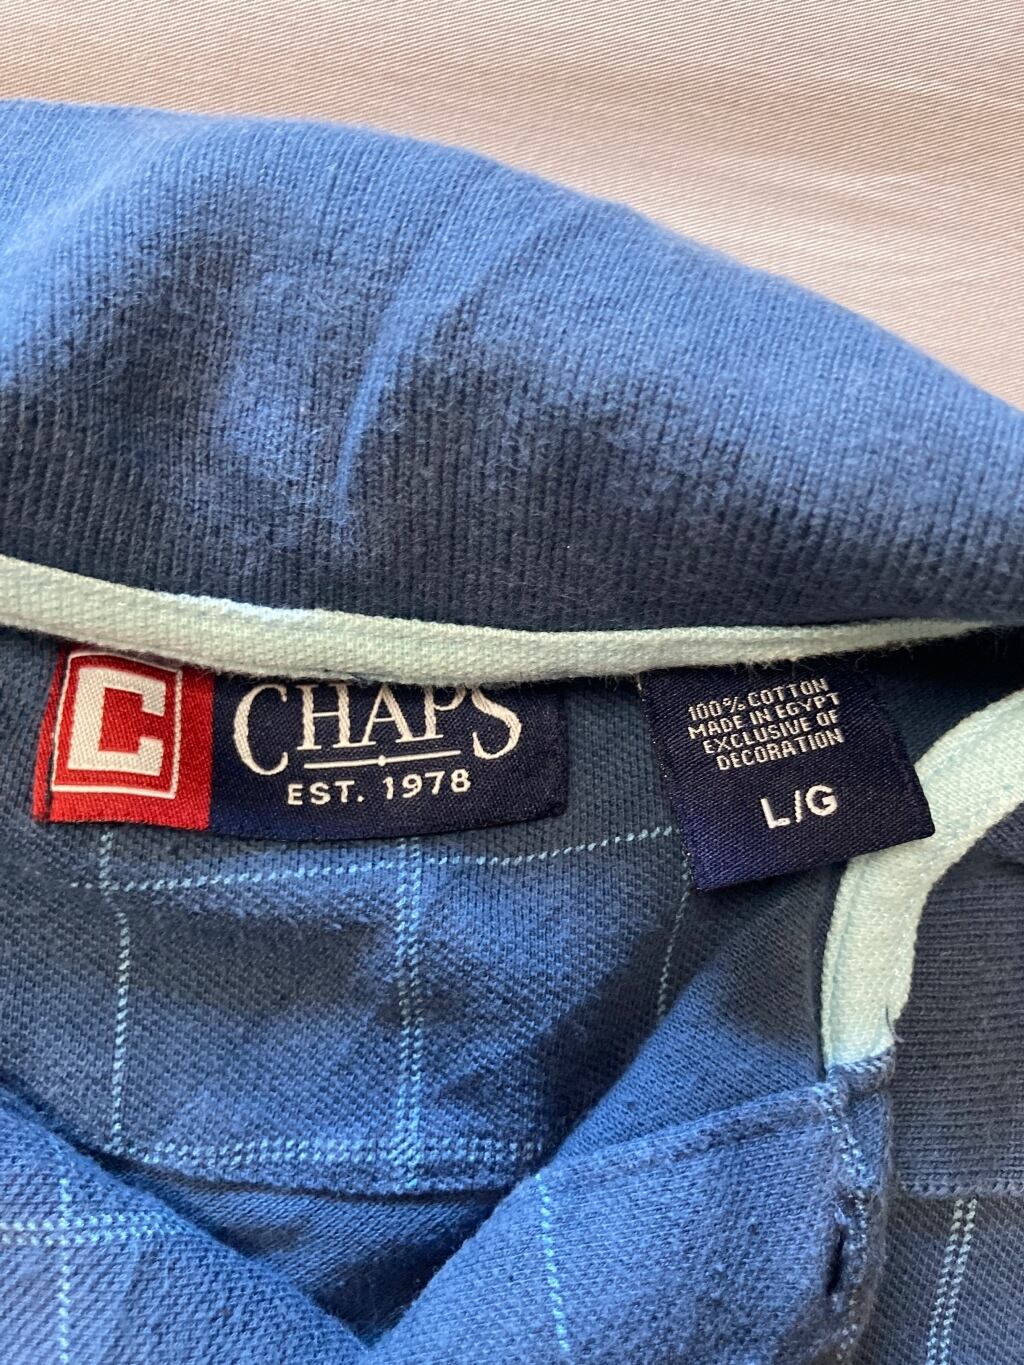 C
CHAPS
EST. 1978
100% COTTON
MADE IN EGYPT
EXCLUSIVE OF
DECORATION
L/G